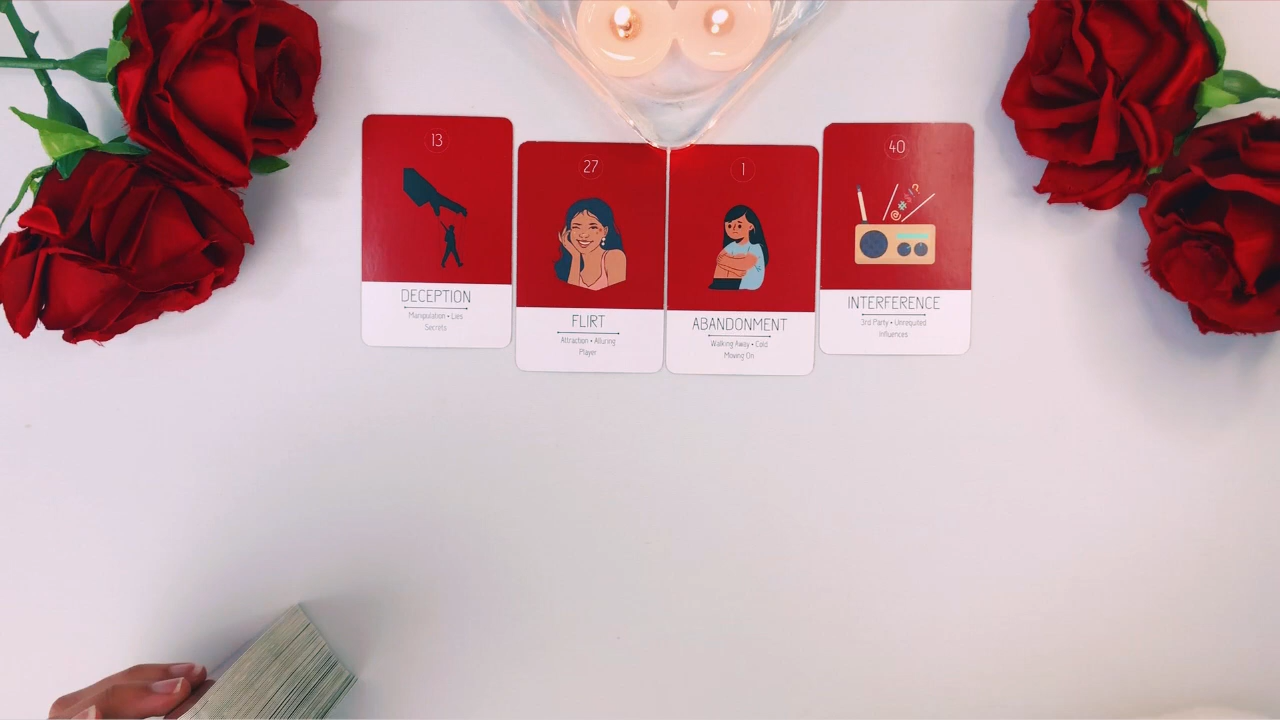 13
DECEPTION
Manipulation • Lies
Secrets
27
FLIRT
Attraction • Alluring
Player
1
ABANDONMENT
Walking Away • Cold
Moving On
40
INTERFERENCE
3rd Party • Unrequited
Influences